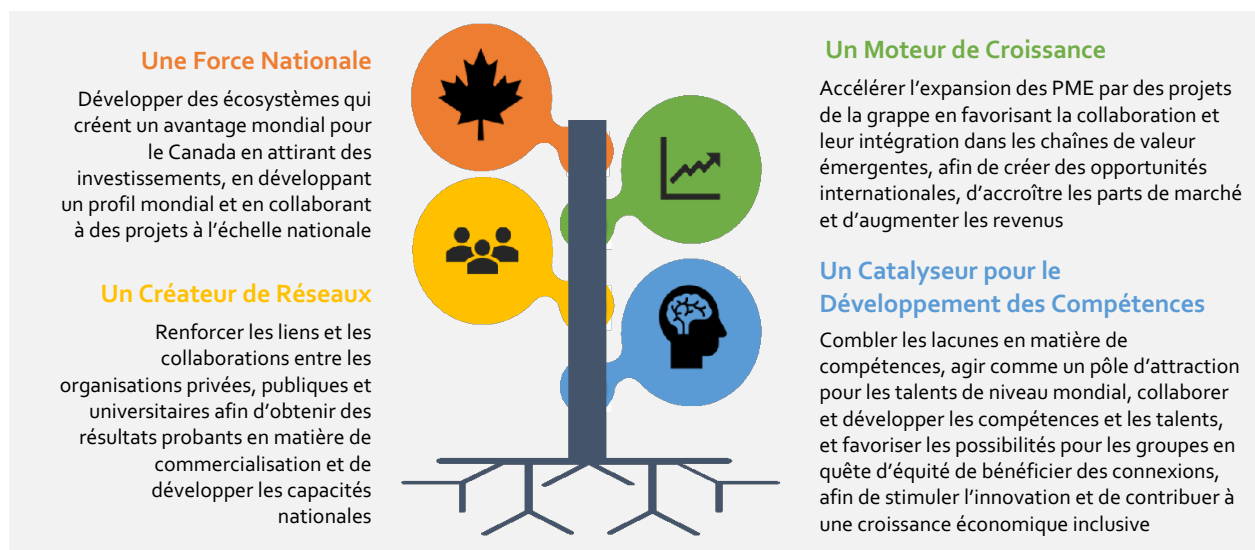 Une Force Nationale
Développer des écosystèmes qui
créent un avantage mondial pour
le Canada en attirant des
investissements, en développant
un profil mondial et en collaborant
à des projets à l’échelle nationale
Un Créateur de Réseaux
Renforcer les liens et les
collaborations entre les
organisations privées, publiques et
universitaires afin d’obtenir des
résultats probants en matière de
commercialisation et de
développer les capacités
nationales
Un Moteur de Croissance
Accélérer l’expansion des PME par des projets
de la grappe en favorisant la collaboration et
leur intégration dans les chaînes de valeur
émergentes, afin de créer des opportunités
internationales, d’accroître les parts de marché
et d’augmenter les revenus
Un Catalyseur pour le
Développement des Compétences
Combler les lacunes en matière de
compétences, agir comme un pôle d’attraction
pour les talents de niveau mondial, collaborer
et développer les compétences et les talents,
et favoriser les possibilités pour les groupes en
quête d’équité de bénéficier des connexions,
afin de stimuler l’innovation et de contribuer à
une croissance économique inclusive